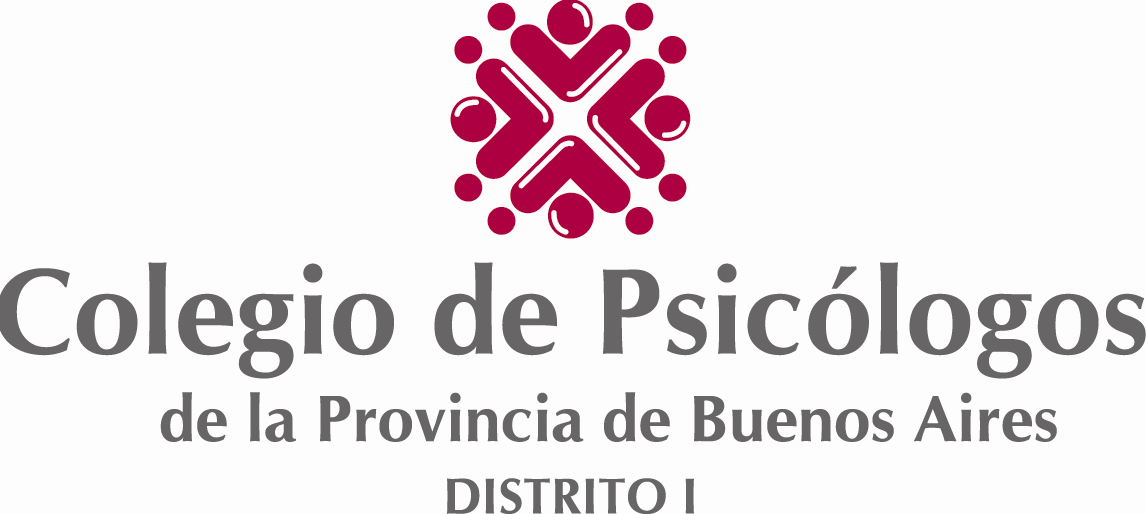 Colegio de Psicólogos
de la Provincia de Buenos Aires
DISTRITO I